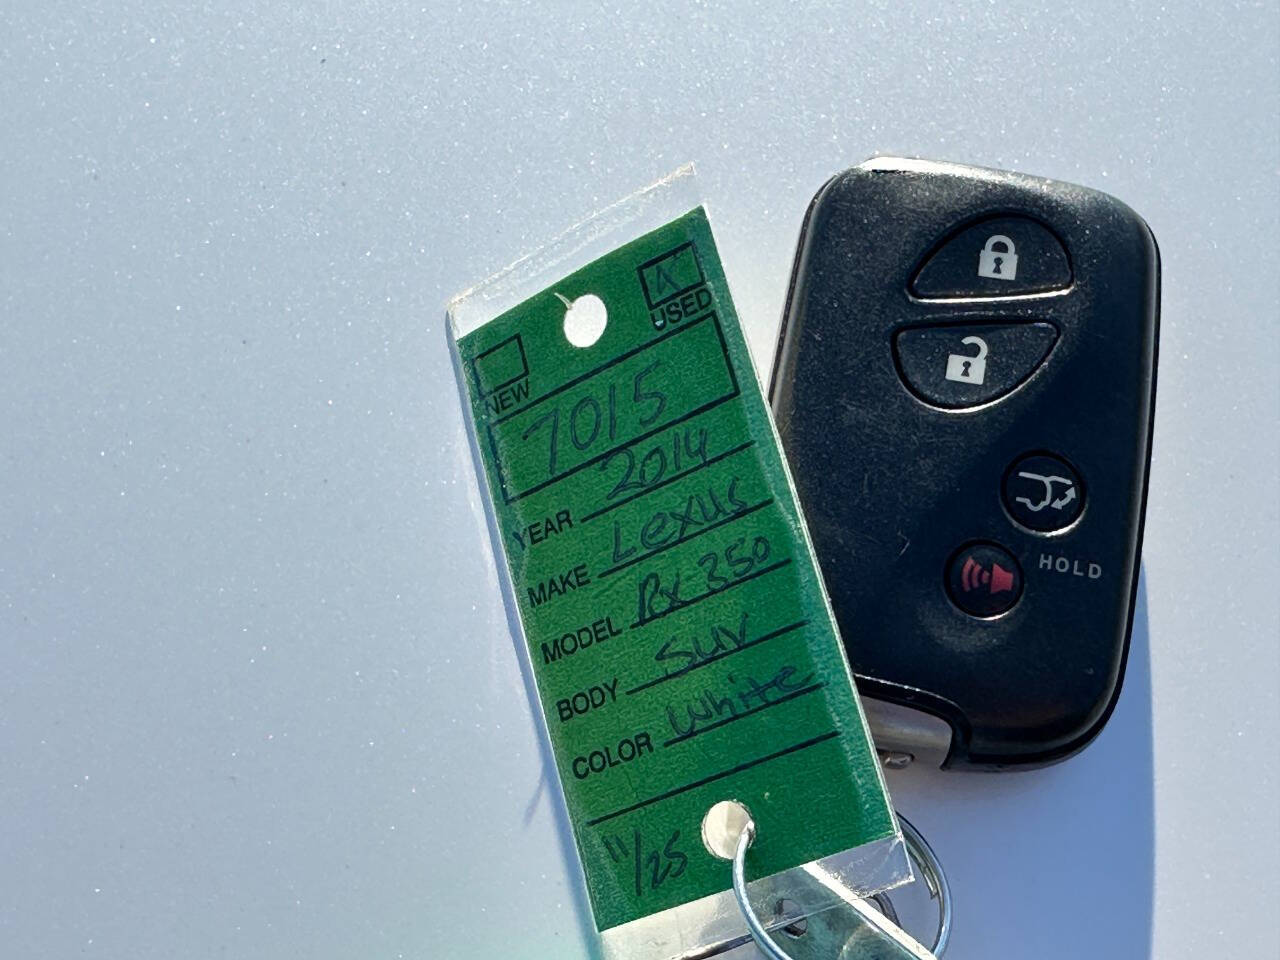 A
USED
NEW
7015
YEAR 2014
MAKE Lexus
MODEL Rx 350
BODY SUV
COLOR White
11/25
HOLD